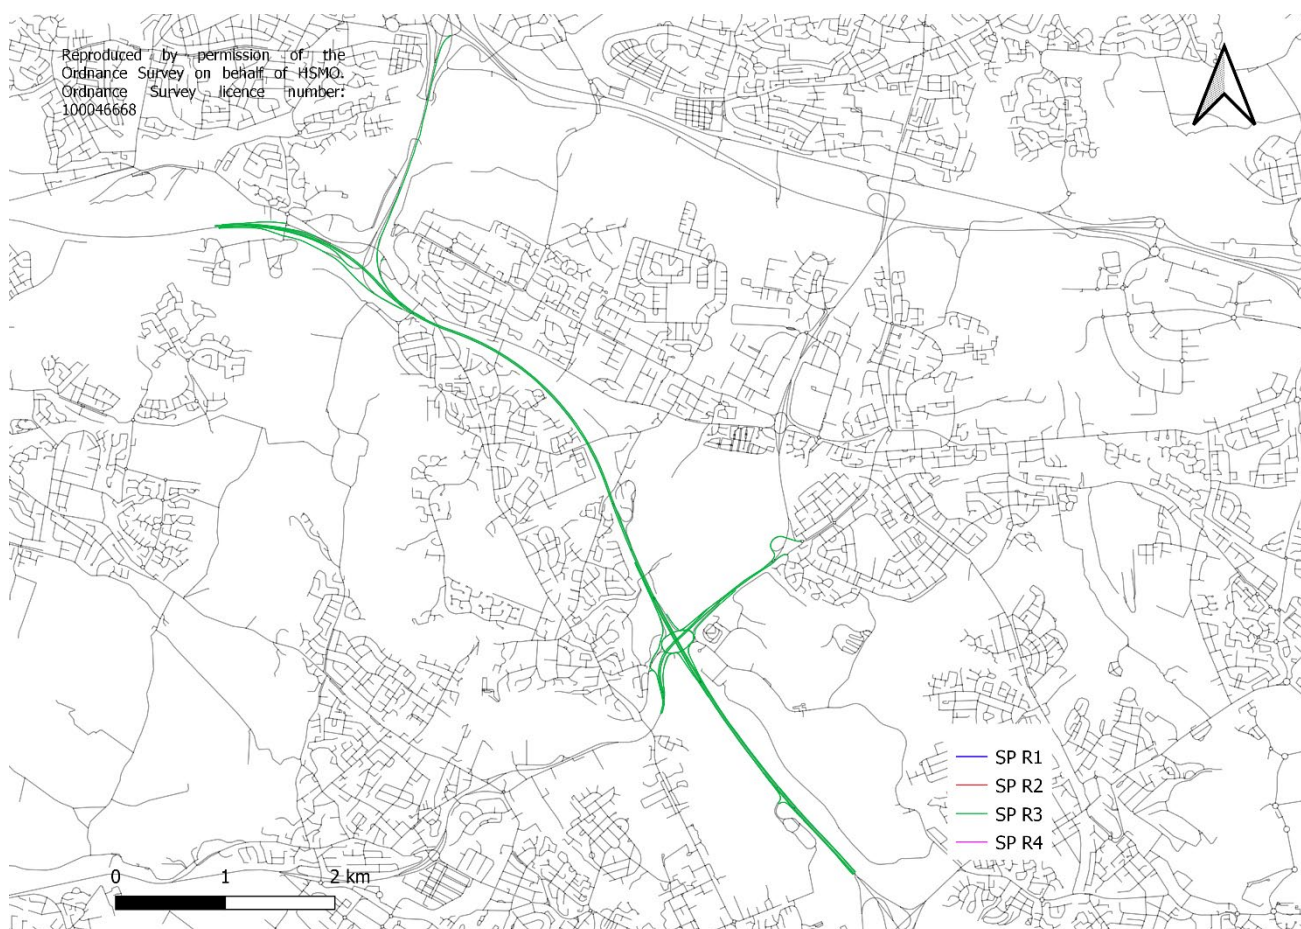 Reproduced by permission of the
Ordnance Survey on behalf of HSMO.
Ordnance Survey licence number:
100046668
SP R1
SP R2
SP R3
SP R4
0 1 2 km